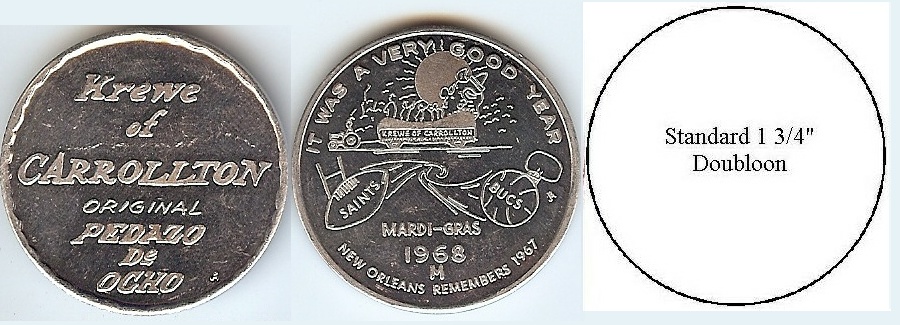 Krewe
of
CARROLLTON
ORIGINAL
PEDAZO
De
OCHO
IT WAS A VERY GOOD YEAR
KREWE OF CARROLLTON
SAINTS
BUCS
MARDI-GRAS
1968
M
NEW ORLEANS REMEMBERS 1967
Standard 1 3/4"
Doubloon